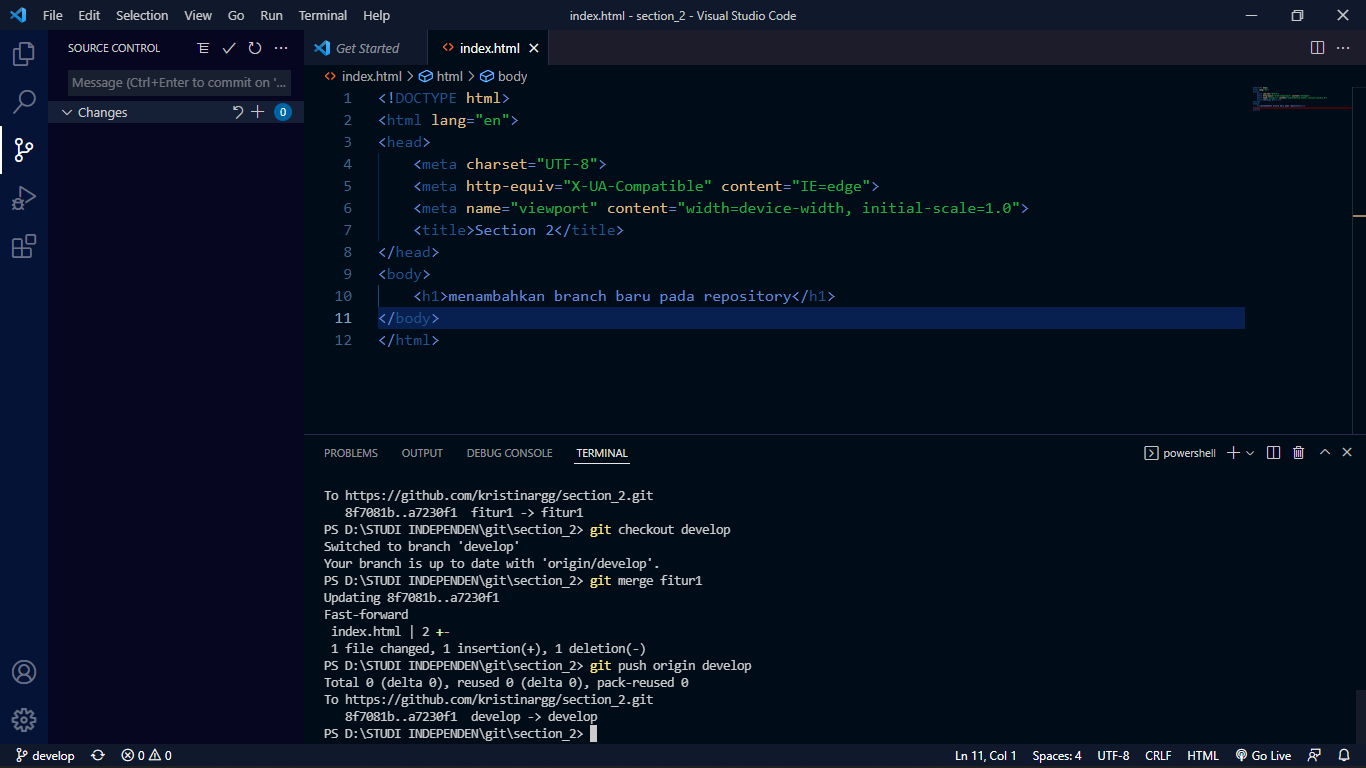 File Edit Selection View Go Run Terminal Help index.html - section_2 - Visual Studio Code
SOURCE CONTROL
Message (Ctrl+Enter to commit on '...
Changes 0
Get Started index.html
index.html > html > body
1 <!DOCTYPE html>
2 <html lang="en">
3 <head>
4 <meta charset="UTF-8">
5 <meta http-equiv="X-UA-Compatible" content="IE=edge">
6 <meta name="viewport" content="width=device-width, initial-scale=1.0">
7 <title>Section 2</title>
8 </head>
9 <body>
10 <h1>menambahkan branch baru pada repository</h1>
11 </body>
12 </html>
PROBLEMS OUTPUT DEBUG CONSOLE TERMINAL powershell
To https://github.com/kristinargg/section_2.git
8f7081b..a7230f1 fitur1 -> fitur1
PS D:\STUDI INDEPENDEN\git\section_2> git checkout develop
Switched to branch 'develop'
Your branch is up to date with 'origin/develop'.
PS D:\STUDI INDEPENDEN\git\section_2> git merge fitur1
Updating 8f7081b..a7230f1
Fast-forward
index.html | 2 +-
1 file changed, 1 insertion(+), 1 deletion(-)
PS D:\STUDI INDEPENDEN\git\section_2> git push origin develop
Total 0 (delta 0), reused 0 (delta 0), pack-reused 0
To https://github.com/kristinargg/section_2.git
8f7081b..a7230f1 develop -> develop
PS D:\STUDI INDEPENDEN\git\section_2>
develop 0 0 Ln 11, Col 1 Spaces: 4 UTF-8 CRLF HTML Go Live